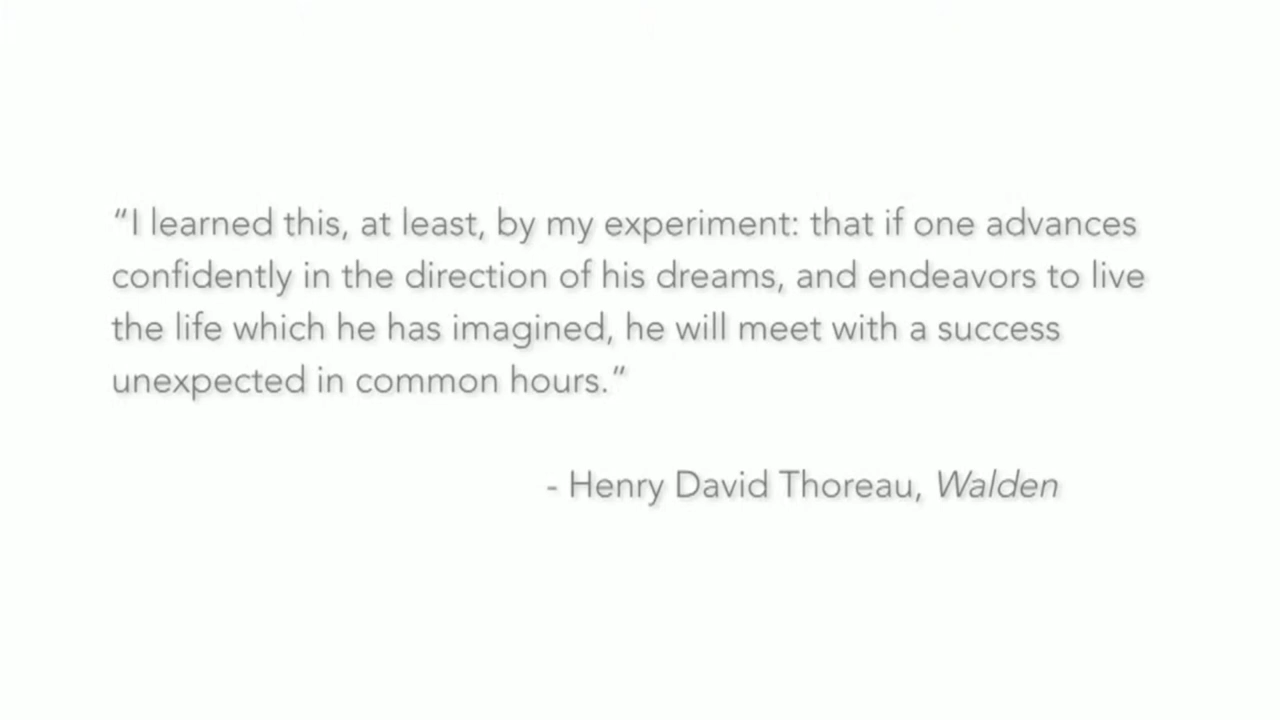 “I learned this, at least, by my experiment: that if one advances
confidently in the direction of his dreams, and endeavors to live
the life which he has imagined, he will meet with a success
unexpected in common hours.”
- Henry David Thoreau, Walden